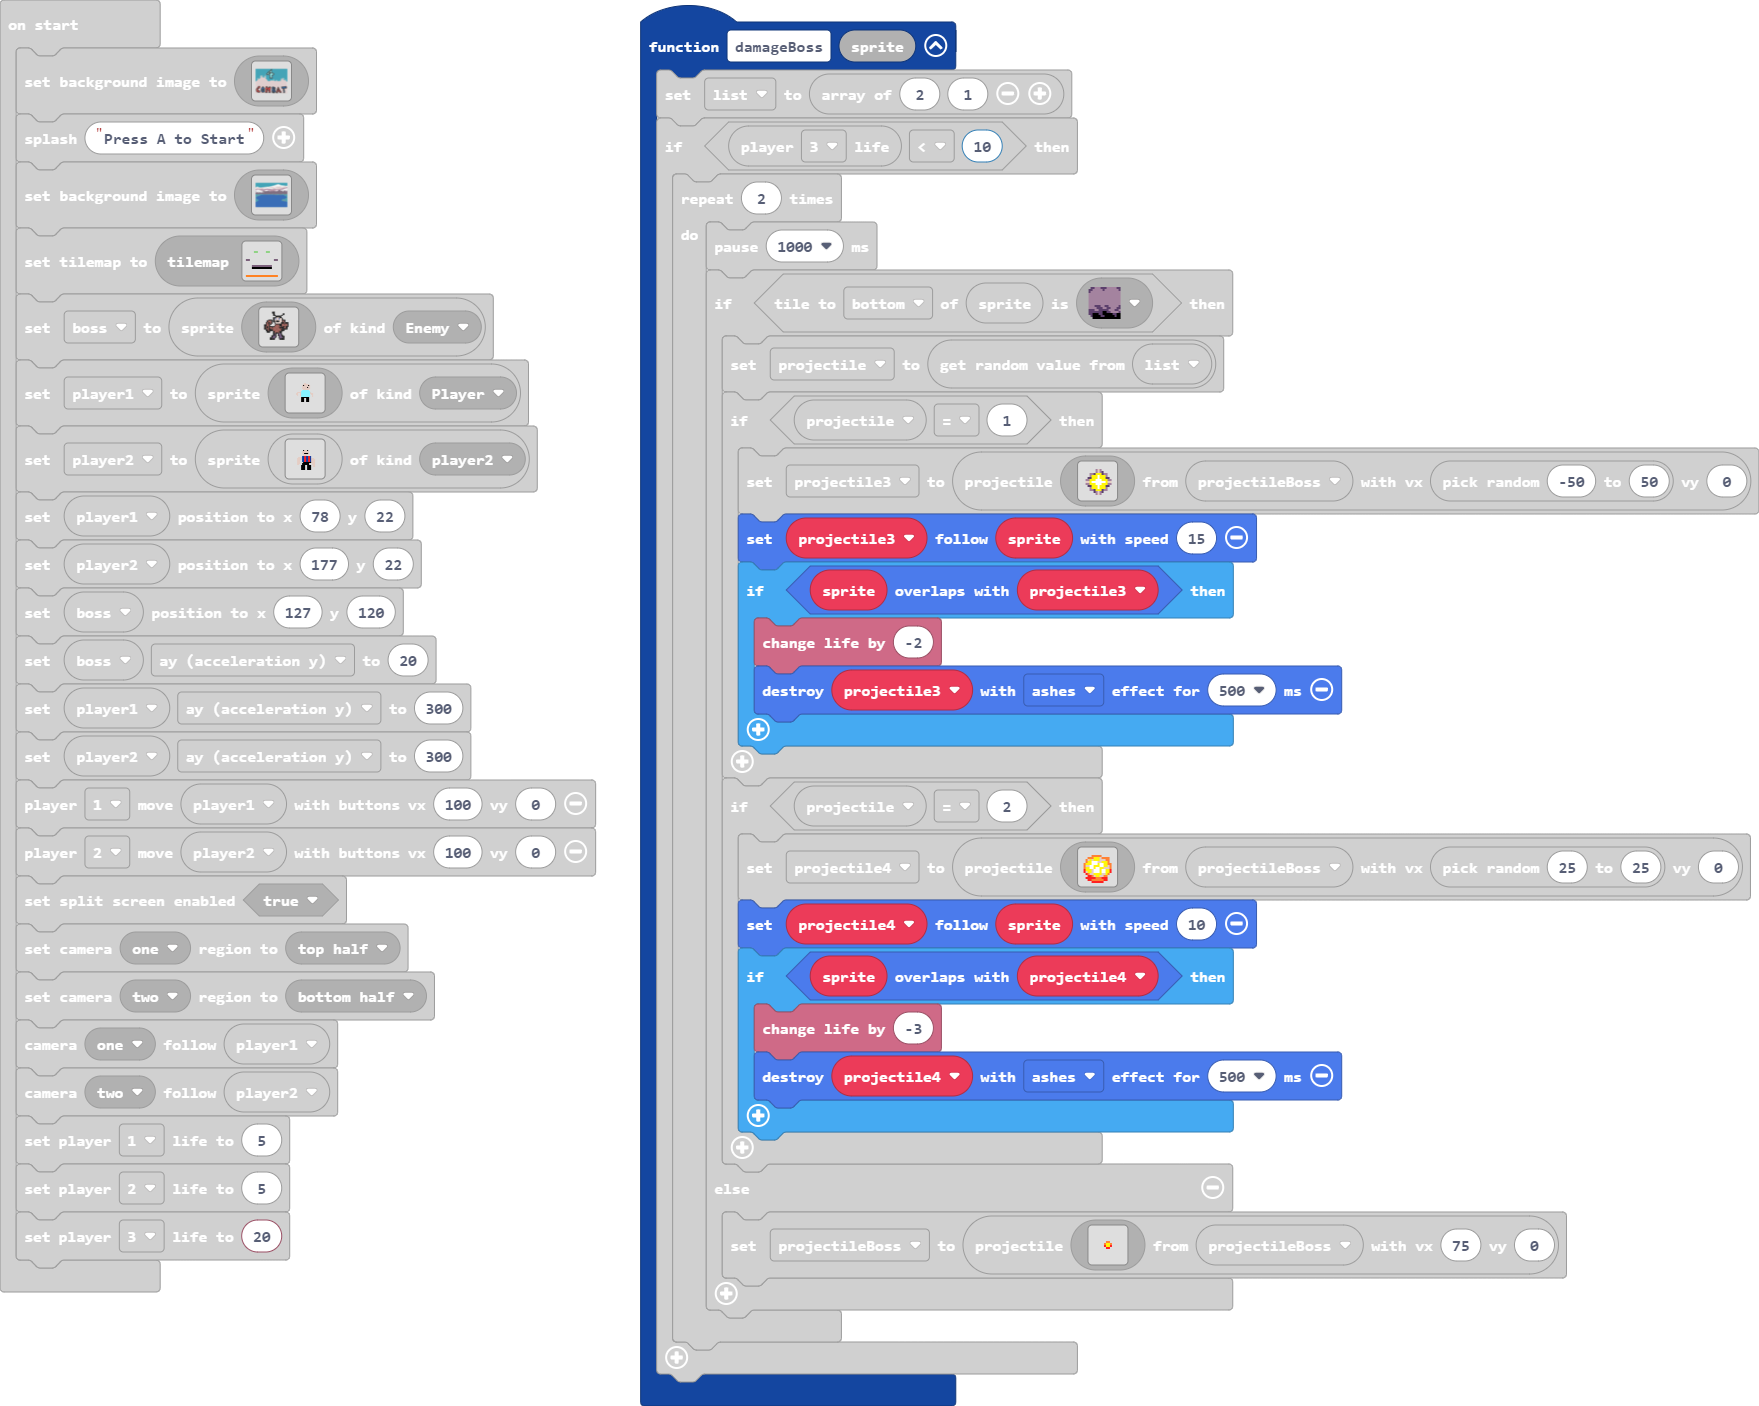 on start
set background image to COMBAT
splash "Press A to Start"
set background image to
set tilemap to tilemap
set boss to sprite of kind Enemy
set player1 to sprite of kind Player
set player2 to sprite of kind player2
set player1 position to x 78 y 22
set player2 position to x 177 y 22
set boss position to x 127 y 120
set boss ay (acceleration y) to 20
set player1 ay (acceleration y) to 300
set player2 ay (acceleration y) to 300
player 1 move player1 with buttons vx 100 vy 0
player 2 move player2 with buttons vx 100 vy 0
set split screen enabled true
set camera one region to top half
set camera two region to bottom half
camera one follow player1
camera two follow player2
set player 1 life to 5
set player 2 life to 5
set player 3 life to 20
function damageBoss sprite
set list to array of 2 1
if player 3 life < 10 then
repeat 2 times
do
pause 1000 ms
if tile to bottom of sprite is then
set projectile to get random value from list
if projectile = 1 then
set projectile3 to projectile from projectileBoss with vx pick random -50 to 50 vy 0
set projectile3 follow sprite with speed 15
if sprite overlaps with projectile3 then
change life by -2
destroy projectile3 with ashes effect for 500 ms
if projectile = 2 then
set projectile4 to projectile from projectileBoss with vx pick random 25 to 25 vy 0
set projectile4 follow sprite with speed 10
if sprite overlaps with projectile4 then
change life by -3
destroy projectile4 with ashes effect for 500 ms
else
set projectileBoss to projectile from projectileBoss with vx 75 vy 0